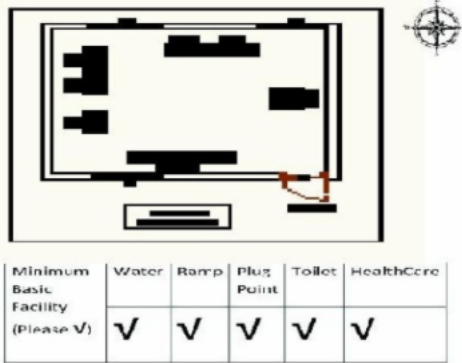 Minimum Water Ramp Plug Toilet HealthCare
Basic Point
Facility
(Please √) √ √ √ √ √